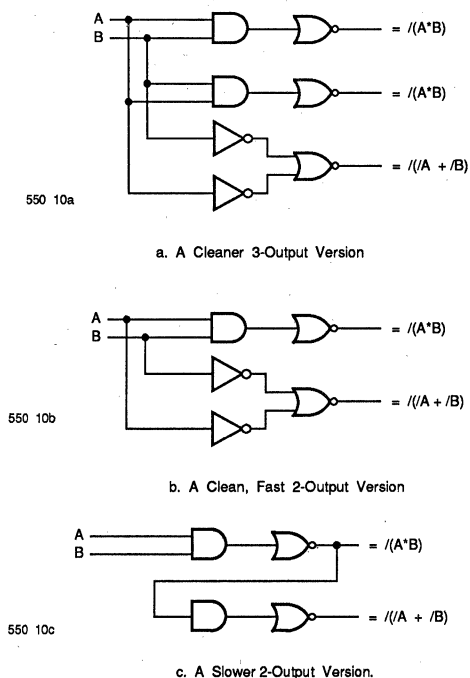 A
B
= /(A*B)
= /(A*B)
= /(/A + /B)
550 10a
a. A Cleaner 3-Output Version
A
B
= /(A*B)
= /(/A + /B)
550 10b
b. A Clean, Fast 2-Output Version
A
B
= /(A*B)
= /(/A + /B)
550 10c
c. A Slower 2-Output Version.